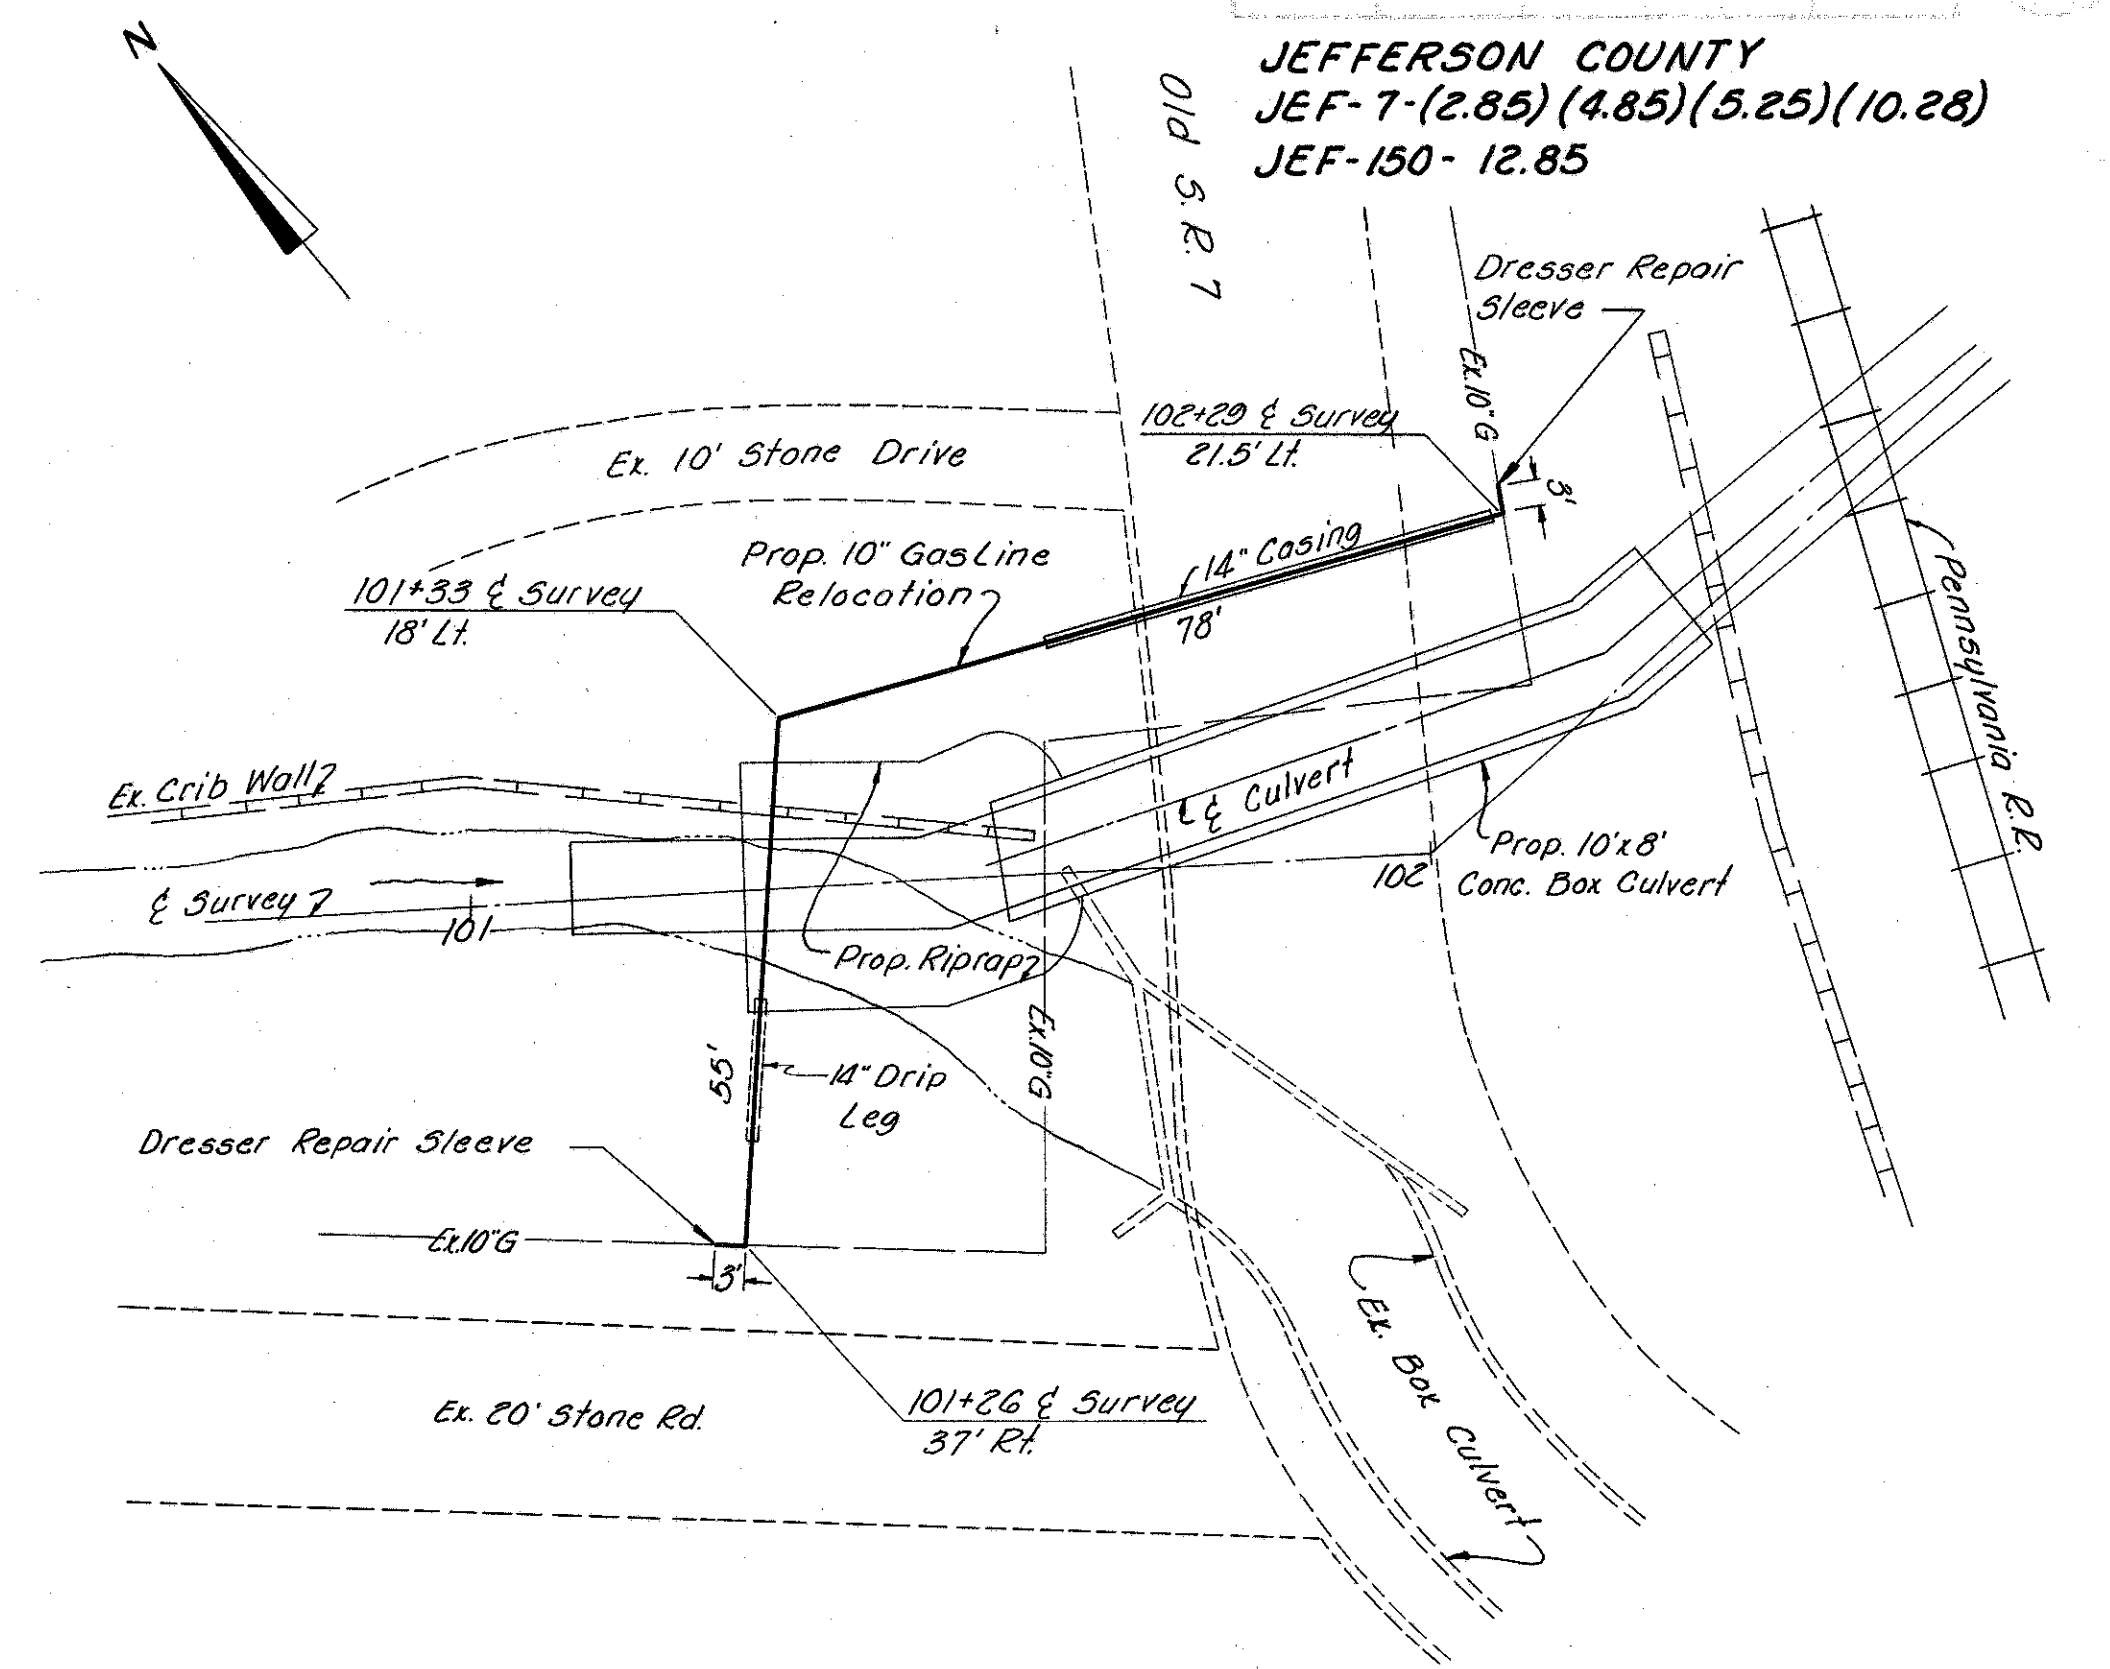 N
JEFFERSON COUNTY
JEF-7-(2.85)(4.85)(5.25)(10.28)
JEF-150-12.85
Old S.R. 7
Dresser Repair
Sleeve
Ex.10"G
102+29 ℄ Survey
21.5' Lt.
3'
Ex. 10' Stone Drive
Prop. 10" Gas Line
Relocation
14" Casing
78'
101+33 ℄ Survey
18' Lt.
Pennsylvania R.R.
Ex. Crib Wall
℄ Culvert
Prop. 10'x8'
Conc. Box Culvert
102
℄ Survey
101
Prop. Riprap
Ex.10"G
55'
14" Drip
Leg
Dresser Repair Sleeve
Ex.10"G
3'
Ex. Box Culvert
Ex. 20' Stone Rd.
101+26 ℄ Survey
37' Rt.